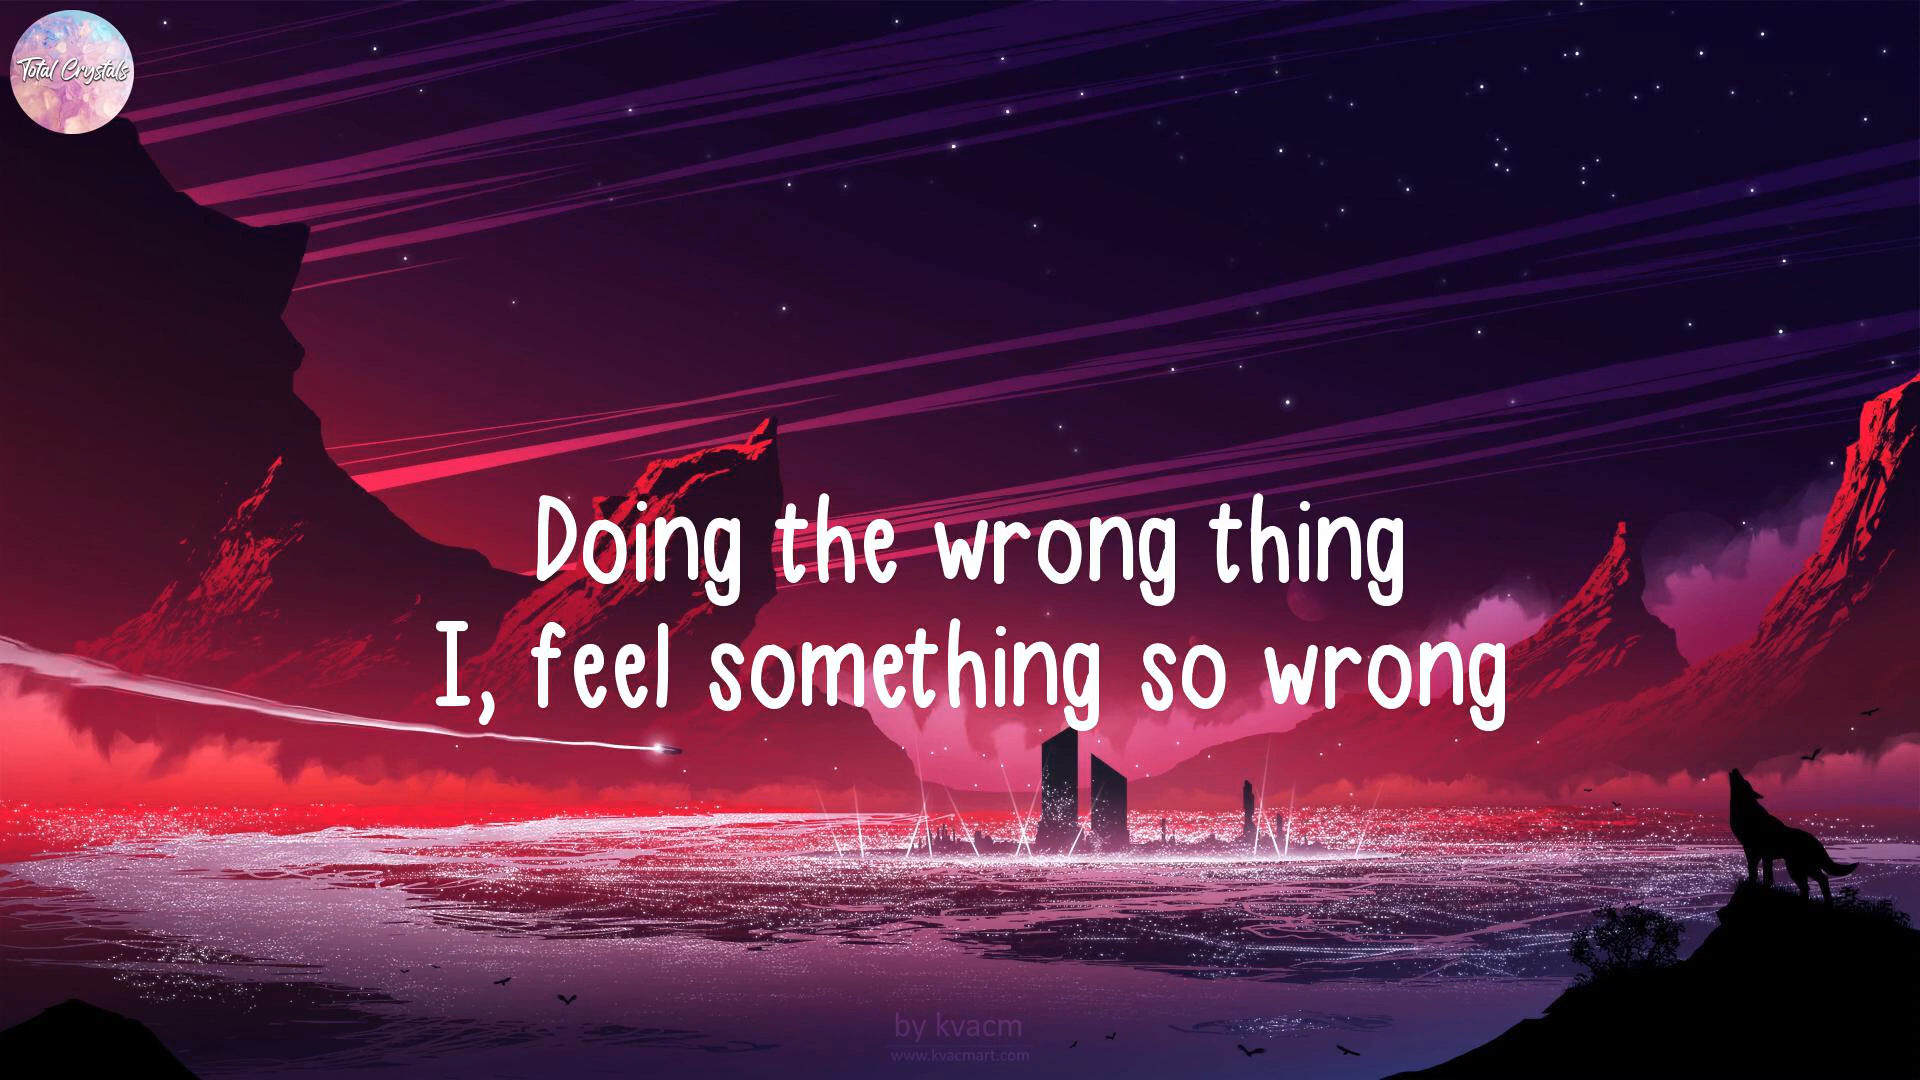 Total Crystals
Doing the wrong thing
I, feel something so wrong
by kvacm
www.kvacmart.com